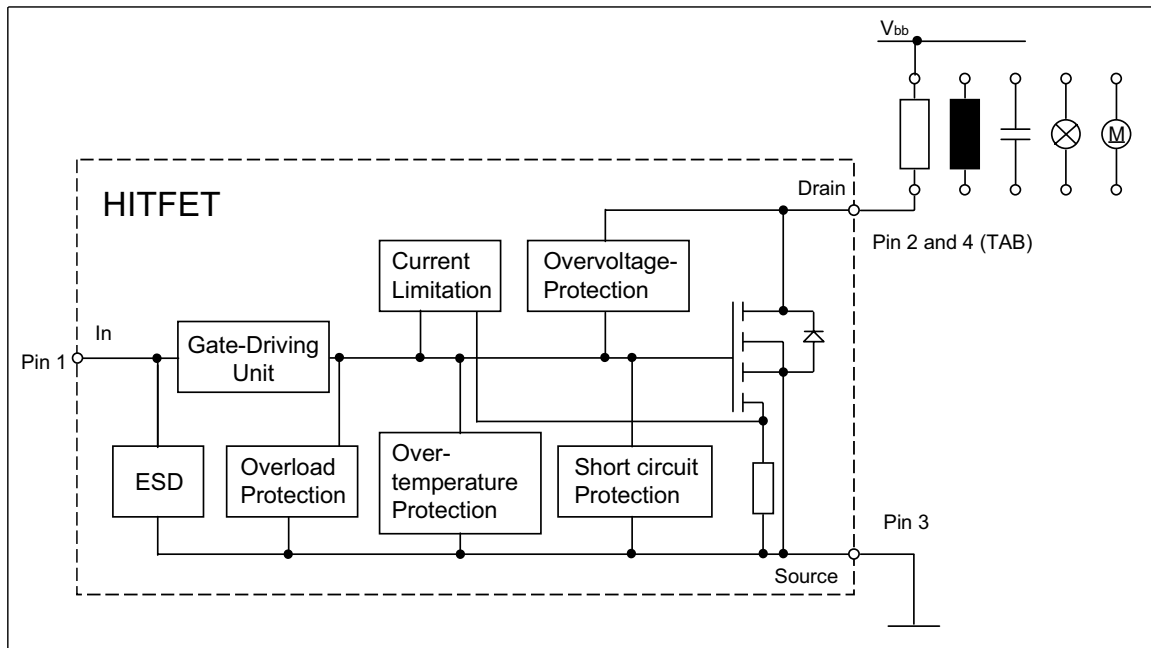 Vbb
HITFET
Drain
Pin 2 and 4 (TAB)
Current
Limitation
Overvoltage-
Protection
In
Pin 1
Gate-Driving
Unit
M
ESD
Overload
Protection
Over-
temperature
Protection
Short circuit
Protection
Pin 3
Source